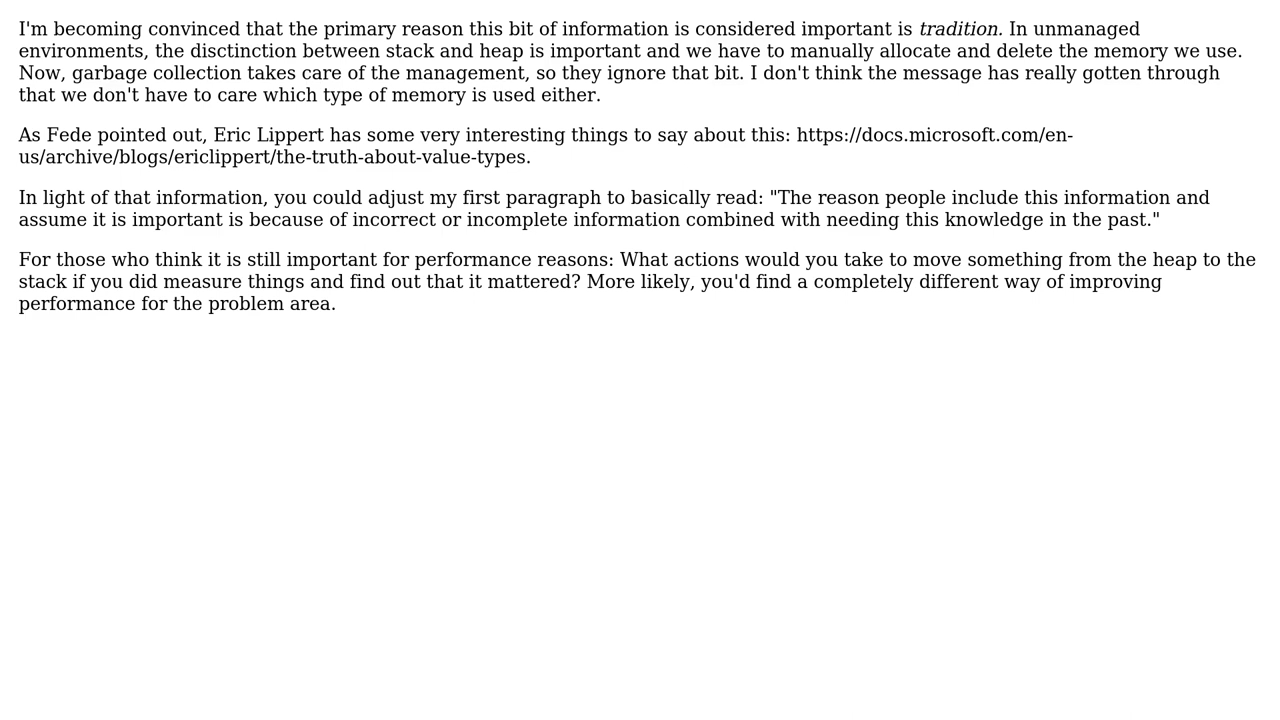 I'm becoming convinced that the primary reason this bit of information is considered important is tradition. In unmanaged
environments, the disctinction between stack and heap is important and we have to manually allocate and delete the memory we use.
Now, garbage collection takes care of the management, so they ignore that bit. I don't think the message has really gotten through
that we don't have to care which type of memory is used either.
As Fede pointed out, Eric Lippert has some very interesting things to say about this: https://docs.microsoft.com/en-
us/archive/blogs/ericlippert/the-truth-about-value-types.
In light of that information, you could adjust my first paragraph to basically read: "The reason people include this information and
assume it is important is because of incorrect or incomplete information combined with needing this knowledge in the past."
For those who think it is still important for performance reasons: What actions would you take to move something from the heap to the
stack if you did measure things and find out that it mattered? More likely, you'd find a completely different way of improving
performance for the problem area.